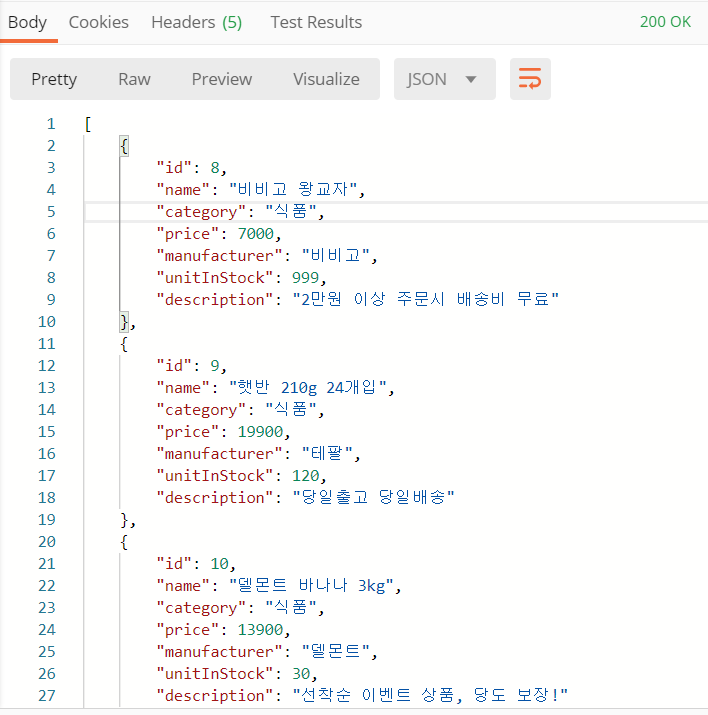 Body Cookies Headers (5) Test Results 200 OK
Pretty Raw Preview Visualize JSON
1 [
2 {
3 "id": 8,
4 "name": "비비고 왕교자",
5 "category": "식품",
6 "price": 7000,
7 "manufacturer": "비비고",
8 "unitInStock": 999,
9 "description": "2만원 이상 주문시 배송비 무료"
10 },
11 {
12 "id": 9,
13 "name": "햇반 210g 24개입",
14 "category": "식품",
15 "price": 19900,
16 "manufacturer": "테팔",
17 "unitInStock": 120,
18 "description": "당일출고 당일배송"
19 },
20 {
21 "id": 10,
22 "name": "델몬트 바나나 3kg",
23 "category": "식품",
24 "price": 13900,
25 "manufacturer": "델몬트",
26 "unitInStock": 30,
27 "description": "선착순 이벤트 상품, 당도 보장!"